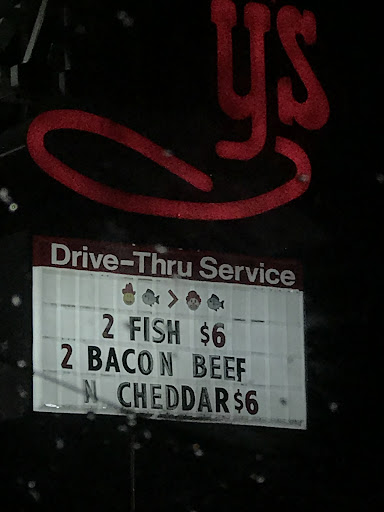 ys
Drive-Thru Service
>
2 FISH $6
2 BACON BEEF
N CHEDDAR $6